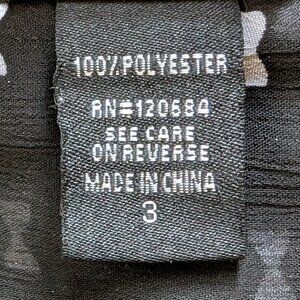 100% POLYESTER
RN#120684
SEE CARE
ON REVERSE
MADE IN CHINA
3